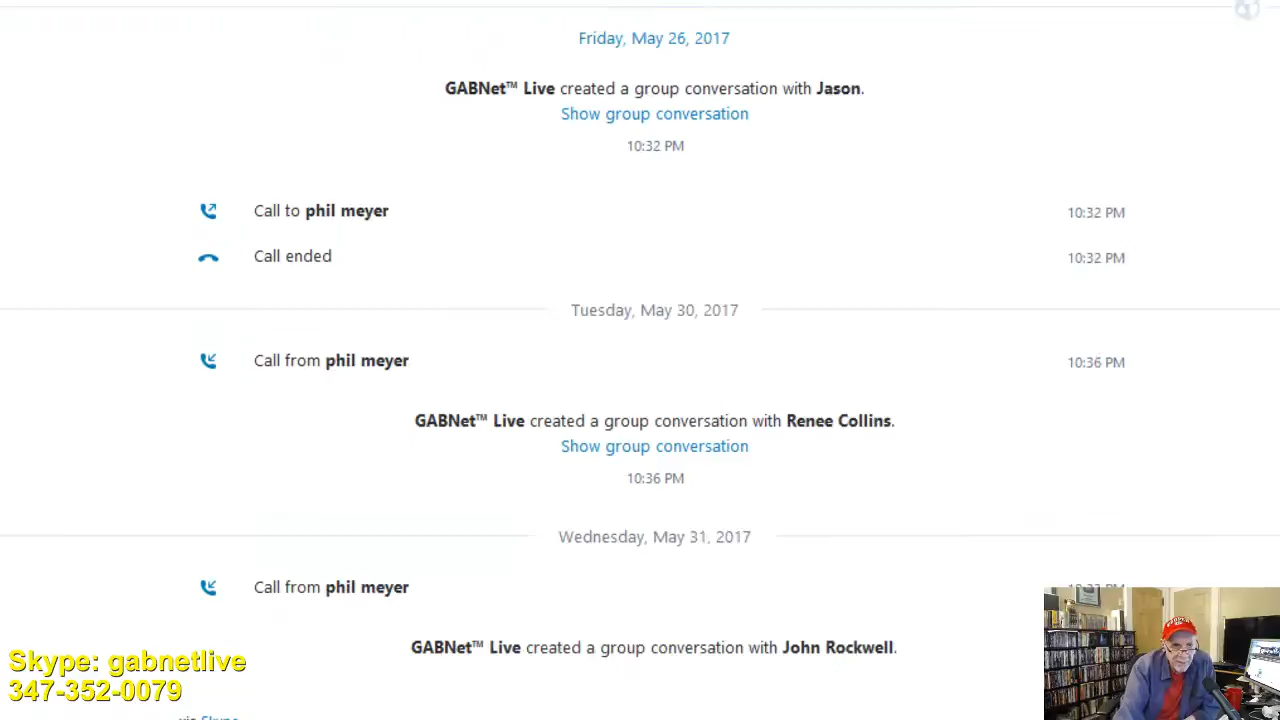 Friday, May 26, 2017
GABNet™ Live created a group conversation with Jason.
Show group conversation
10:32 PM
Call to phil meyer 10:32 PM
Call ended 10:32 PM
Tuesday, May 30, 2017
Call from phil meyer 10:36 PM
GABNet™ Live created a group conversation with Renee Collins.
Show group conversation
10:36 PM
Wednesday, May 31, 2017
Call from phil meyer
GABNet™ Live created a group conversation with John Rockwell.
Skype: gabnetlive
347-352-0079
via Skype